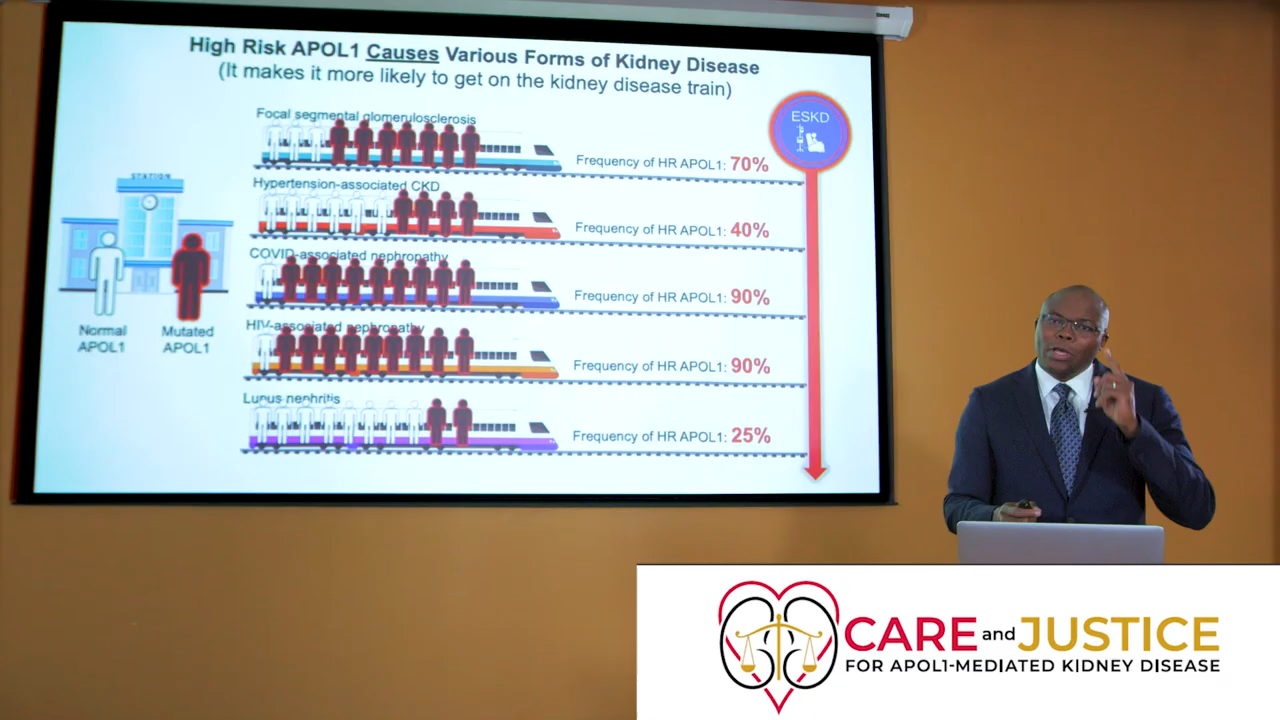 High Risk APOL1 Causes Various Forms of Kidney Disease
(It makes it more likely to get on the kidney disease train)
ESKD
STATION
Normal
APOL1
Mutated
APOL1
Focal segmental glomerulosclerosis
Frequency of HR APOL1: 70%
Hypertension-associated CKD
Frequency of HR APOL1: 40%
COVID-associated nephropathy
Frequency of HR APOL1: 90%
HIV-associated nephropathy
Frequency of HR APOL1: 90%
Lupus nephritis
Frequency of HR APOL1: 25%
CARE and JUSTICE
FOR APOL1-MEDIATED KIDNEY DISEASE